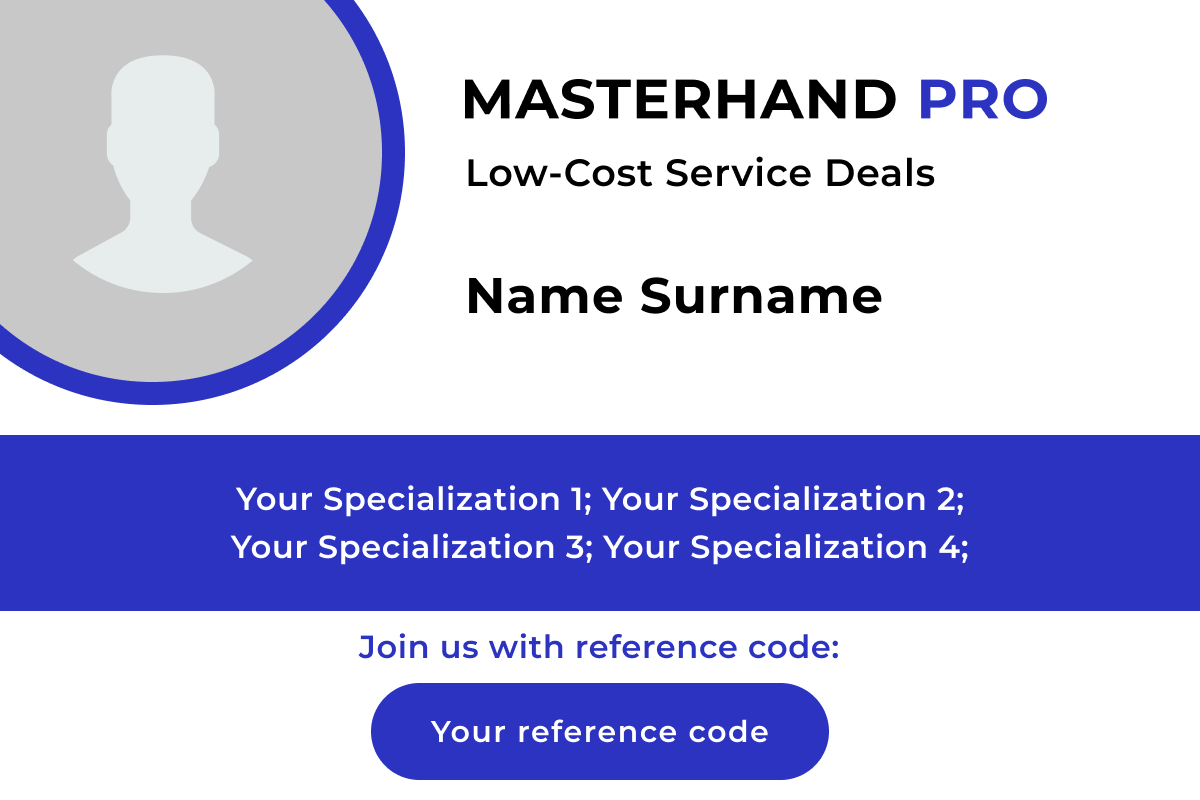 MASTERHAND PRO
Low-Cost Service Deals
Name Surname
Your Specialization 1; Your Specialization 2;
Your Specialization 3; Your Specialization 4;
Join us with reference code:
Your reference code